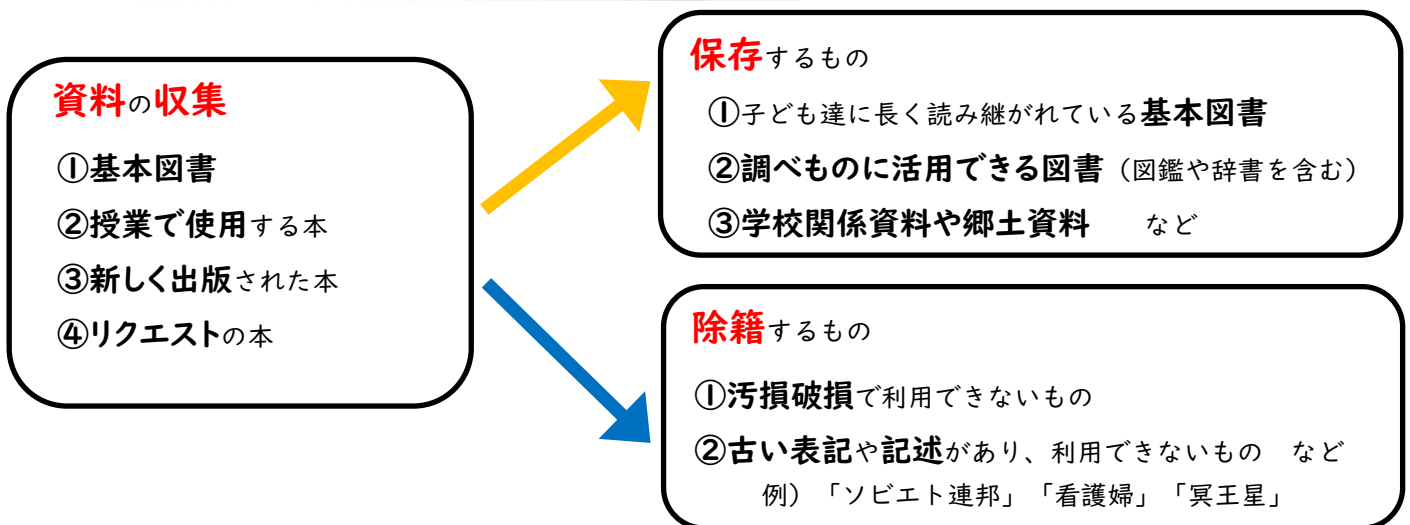 資料の収集
①基本図書
②授業で使用する本
③新しく出版された本
④リクエストの本
保存するもの
①子ども達に長く読み継がれている基本図書
②調べものに活用できる図書（図鑑や辞書を含む）
③学校関係資料や郷土資料　　など
除籍するもの
①汚損破損で利用できないもの
②古い表記や記述があり、利用できないもの　など
例）「ソビエト連邦」「看護婦」「冥王星」